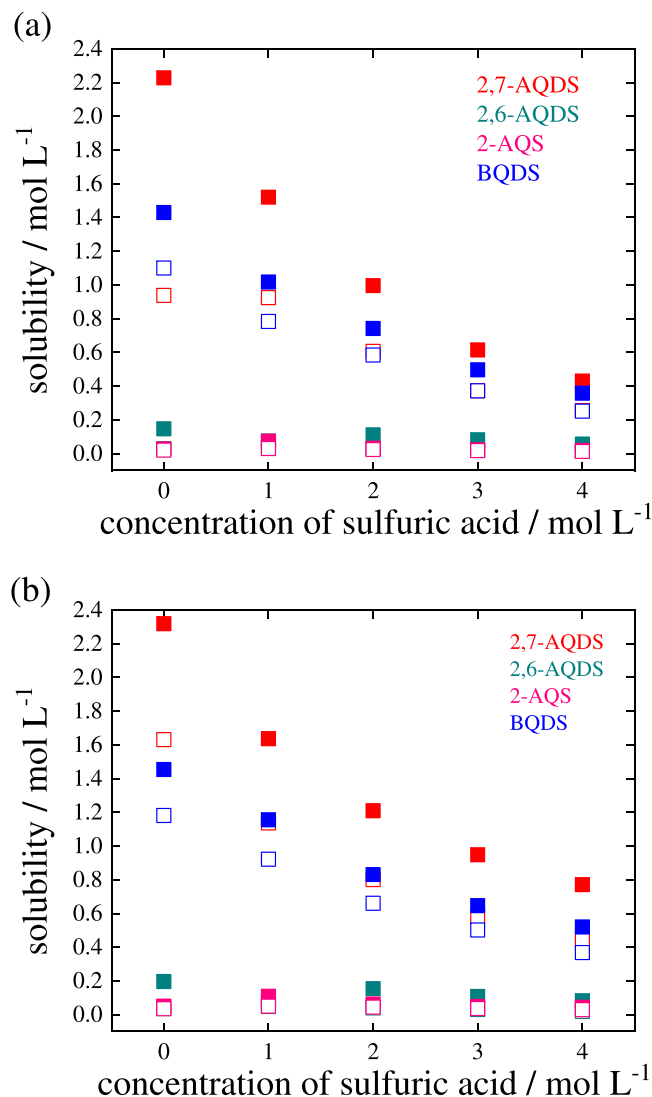 (a)
2.4
2.2
2.0
1.8
1.6
1.4
1.2
1.0
0.8
0.6
0.4
0.2
0.0
solubility / mol L⁻¹
2,7-AQDS
2,6-AQDS
2-AQS
BQDS
0 1 2 3 4
concentration of sulfuric acid / mol L⁻¹
(b)
2.4
2.2
2.0
1.8
1.6
1.4
1.2
1.0
0.8
0.6
0.4
0.2
0.0
solubility / mol L⁻¹
2,7-AQDS
2,6-AQDS
2-AQS
BQDS
0 1 2 3 4
concentration of sulfuric acid / mol L⁻¹